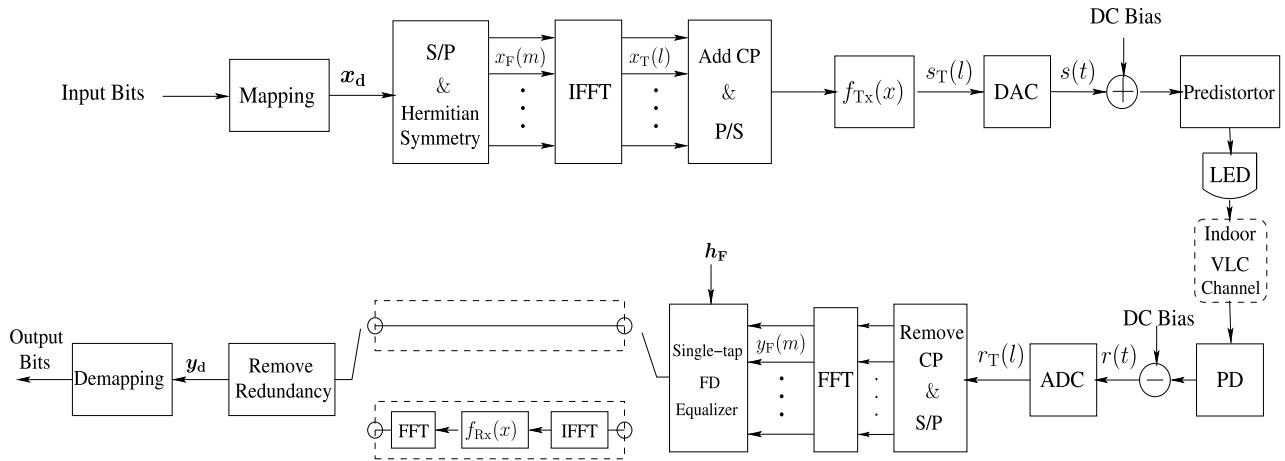 DC Bias
Input Bits
Mapping
x_d
S/P
&
Hermitian
Symmetry
x_F(m)
IFFT
x_T(l)
Add CP
&
P/S
f_Tx(x)
s_T(l)
DAC
s(t)
+
Predistortor
LED
Indoor
VLC
Channel
PD
DC Bias
−
r(t)
ADC
r_T(l)
Remove
CP
&
S/P
FFT
y_F(m)
h_F
Single-tap
FD
Equalizer
FFT
f_Rx(x)
IFFT
Remove
Redundancy
y_d
Demapping
Output
Bits